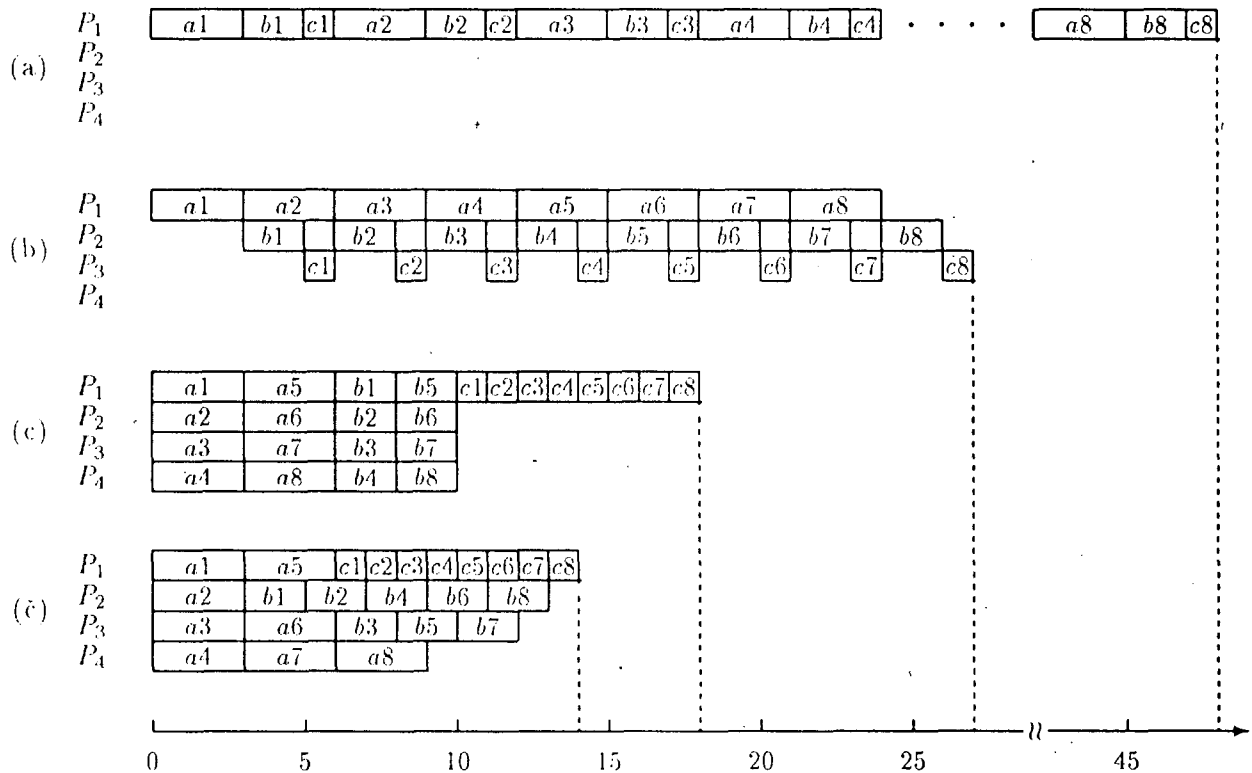 P₁ a1 b1 c1 a2 b2 c2 a3 b3 c3 a4 b4 c4 · · · · a8 b8 c8
P₂
(a)
P₃
P₄
P₁ a1 a2 a3 a4 a5 a6 a7 a8
P₂ b1 b2 b3 b4 b5 b6 b7 b8
(b)
P₃ c1 c2 c3 c4 c5 c6 c7 c8
P₄
P₁ a1 a5 b1 b5 c1 c2 c3 c4 c5 c6 c7 c8
P₂ a2 a6 b2 b6
(c)
P₃ a3 a7 b3 b7
P₄ a4 a8 b4 b8
P₁ a1 a5 c1 c2 c3 c4 c5 c6 c7 c8
P₂ a2 b1 b2 b4 b6 b8
(č)
P₃ a3 a6 b3 b5 b7
P₄ a4 a7 a8
0 5 10 15 20 25 45